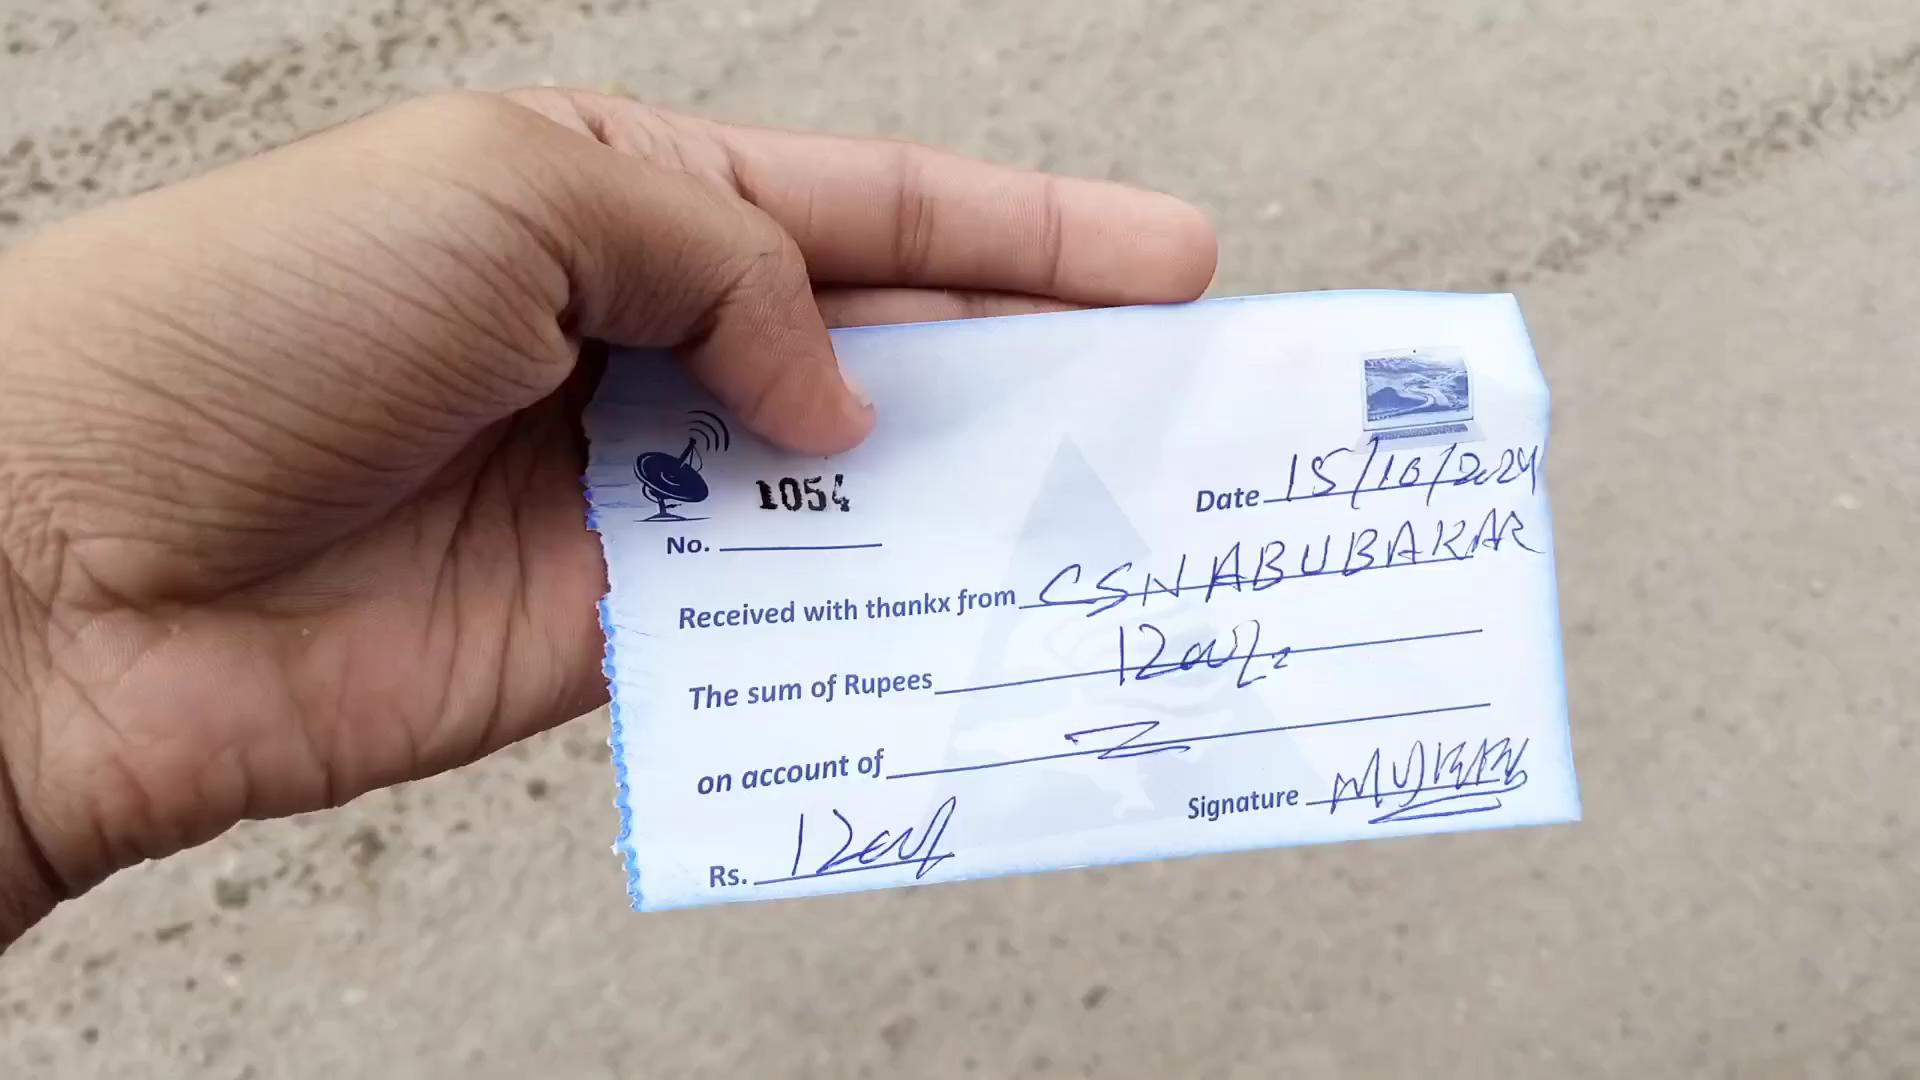 1054
No.
Date 15/10/2024
Received with thankx from CSN ABUBAKAR
The sum of Rupees 1200/=
on account of
Signature
Rs. 1200/